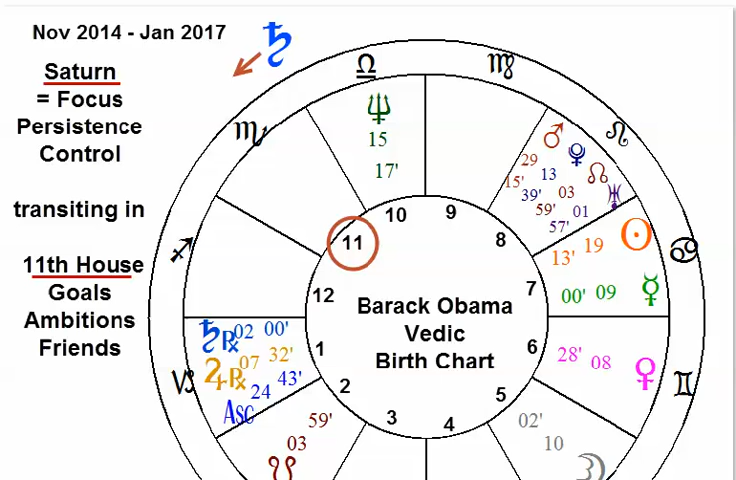 Nov 2014 - Jan 2017
Saturn
= Focus
Persistence
Control
transiting in
11th House
Goals
Ambitions
Friends
♄
♎ ♍
♏ ♌
♐ ♋
♑ ♊
♆
15
17'
♂ ♇ ☊ ♅
29 13 03 01
15' 39' 59' 57'
☉
13' 19
☿
00' 09
♀
28' 08
02'
10
☽
♄℞ 02 00'
♃℞ 07 32'
Asc 24 43'
59'
03
☋
10 9
11 8
12 7
1 6
2 5
3 4
Barack Obama
Vedic
Birth Chart